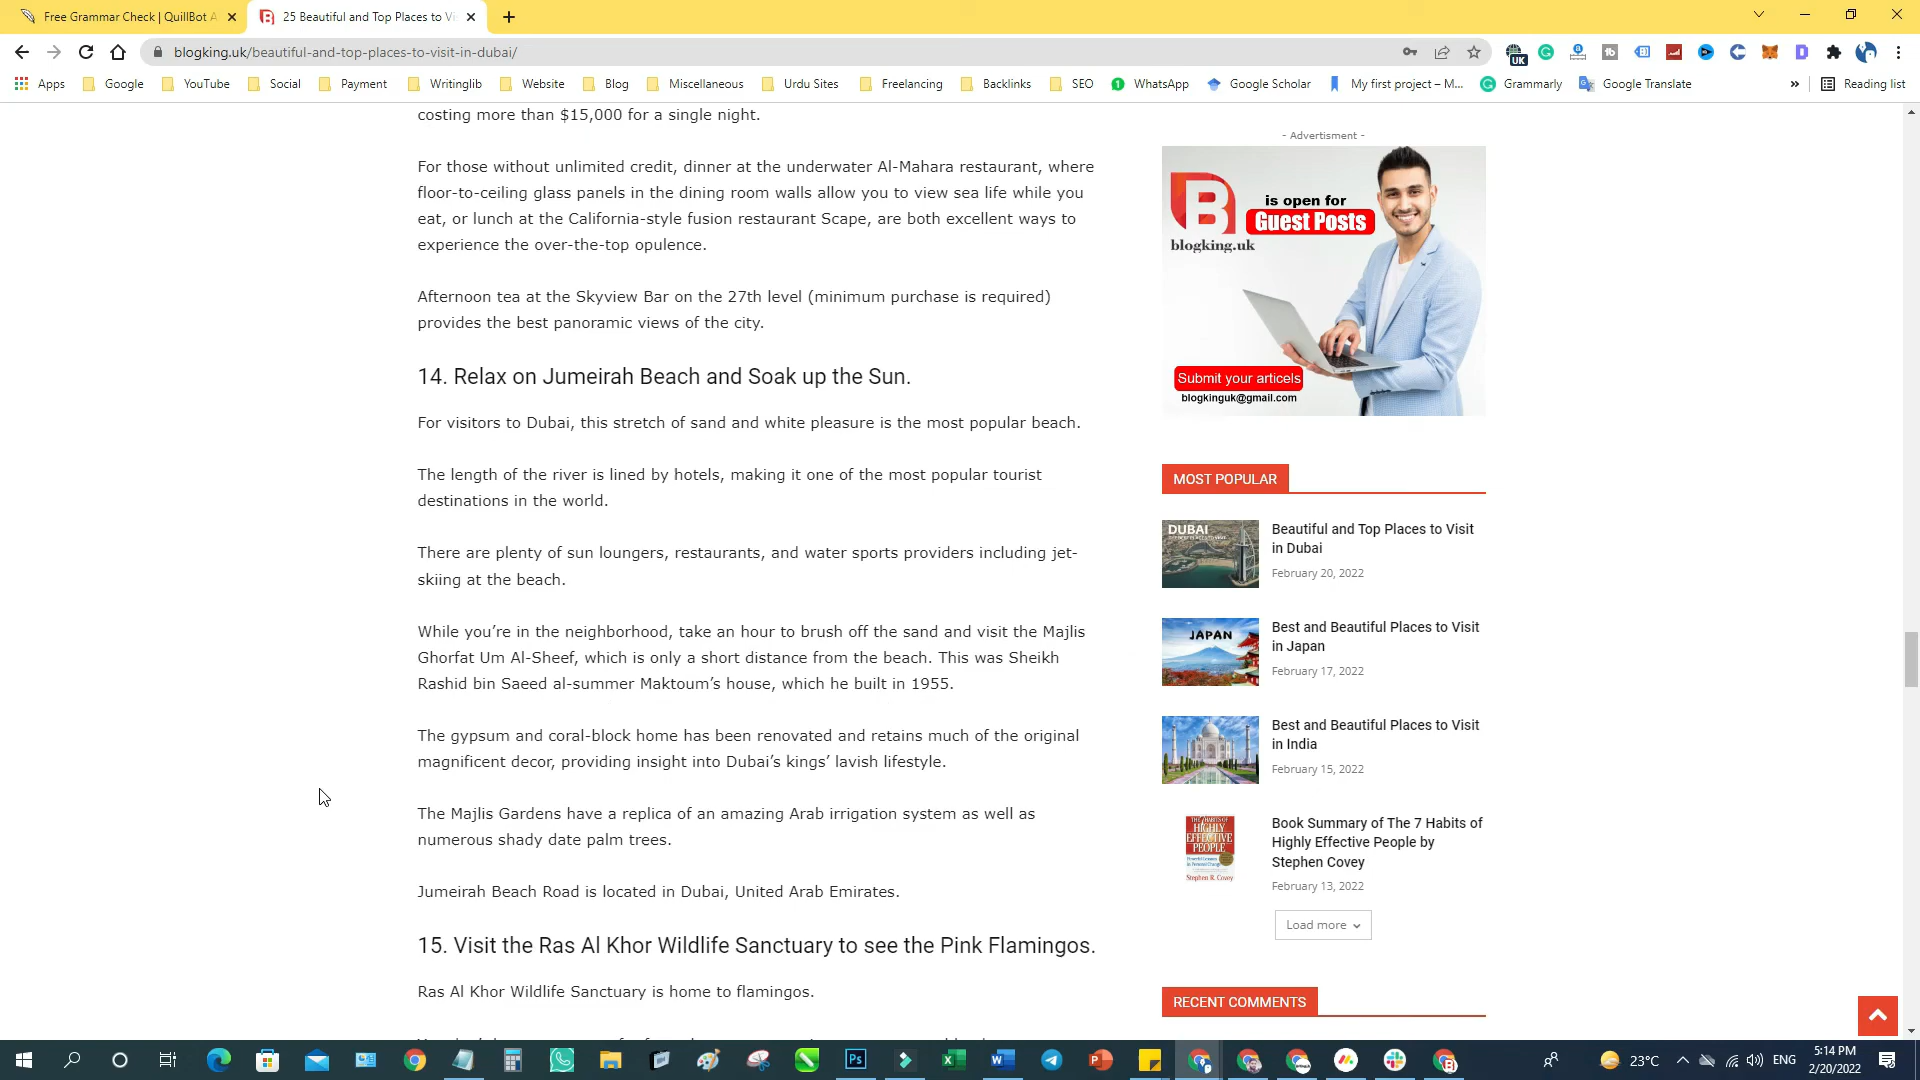 Free Grammar Check | QuillBot A
25 Beautiful and Top Places to Vi
blogking.uk/beautiful-and-top-places-to-visit-in-dubai/
UK
Apps
Google
YouTube
Social
Payment
Writinglib
Website
Blog
Miscellaneous
Urdu Sites
Freelancing
Backlinks
SEO
WhatsApp
Google Scholar
My first project – M...
Grammarly
Google Translate
»
Reading list
costing more than $15,000 for a single night.
For those without unlimited credit, dinner at the underwater Al-Mahara restaurant, where
floor-to-ceiling glass panels in the dining room walls allow you to view sea life while you
eat, or lunch at the California-style fusion restaurant Scape, are both excellent ways to
experience the over-the-top opulence.
Afternoon tea at the Skyview Bar on the 27th level (minimum purchase is required)
provides the best panoramic views of the city.
14. Relax on Jumeirah Beach and Soak up the Sun.
For visitors to Dubai, this stretch of sand and white pleasure is the most popular beach.
The length of the river is lined by hotels, making it one of the most popular tourist
destinations in the world.
There are plenty of sun loungers, restaurants, and water sports providers including jet-
skiing at the beach.
While you’re in the neighborhood, take an hour to brush off the sand and visit the Majlis
Ghorfat Um Al-Sheef, which is only a short distance from the beach. This was Sheikh
Rashid bin Saeed al-summer Maktoum’s house, which he built in 1955.
The gypsum and coral-block home has been renovated and retains much of the original
magnificent decor, providing insight into Dubai’s kings’ lavish lifestyle.
The Majlis Gardens have a replica of an amazing Arab irrigation system as well as
numerous shady date palm trees.
Jumeirah Beach Road is located in Dubai, United Arab Emirates.
15. Visit the Ras Al Khor Wildlife Sanctuary to see the Pink Flamingos.
Ras Al Khor Wildlife Sanctuary is home to flamingos.
- Advertisment -
B
is open for
Guest Posts
blogking.uk
Submit your articels
blogkinguk@gmail.com
MOST POPULAR
DUBAI
Beautiful and Top Places to Visit
in Dubai
February 20, 2022
JAPAN
Best and Beautiful Places to Visit
in Japan
February 17, 2022
Best and Beautiful Places to Visit
in India
February 15, 2022
THE 7 HABITS OF
HIGHLY
EFFECTIVE
PEOPLE
Stephen R. Covey
Book Summary of The 7 Habits of
Highly Effective People by
Stephen Covey
February 13, 2022
Load more
RECENT COMMENTS
23°C
ENG
5:14 PM
2/20/2022